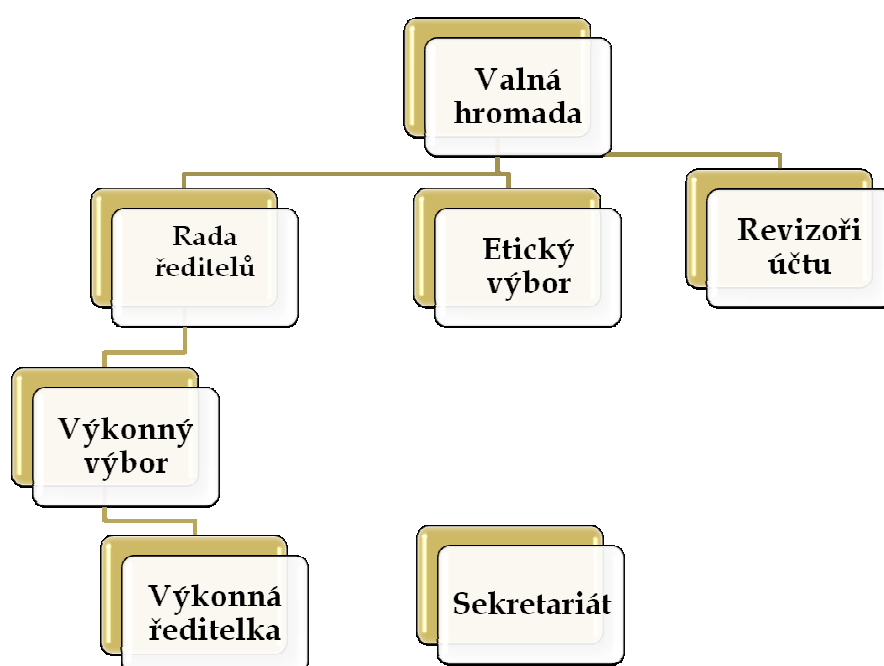 Valná
hromada
Rada
ředitelů
Etický
výbor
Revizoři
účtu
Výkonný
výbor
Výkonná
ředitelka
Sekretariát